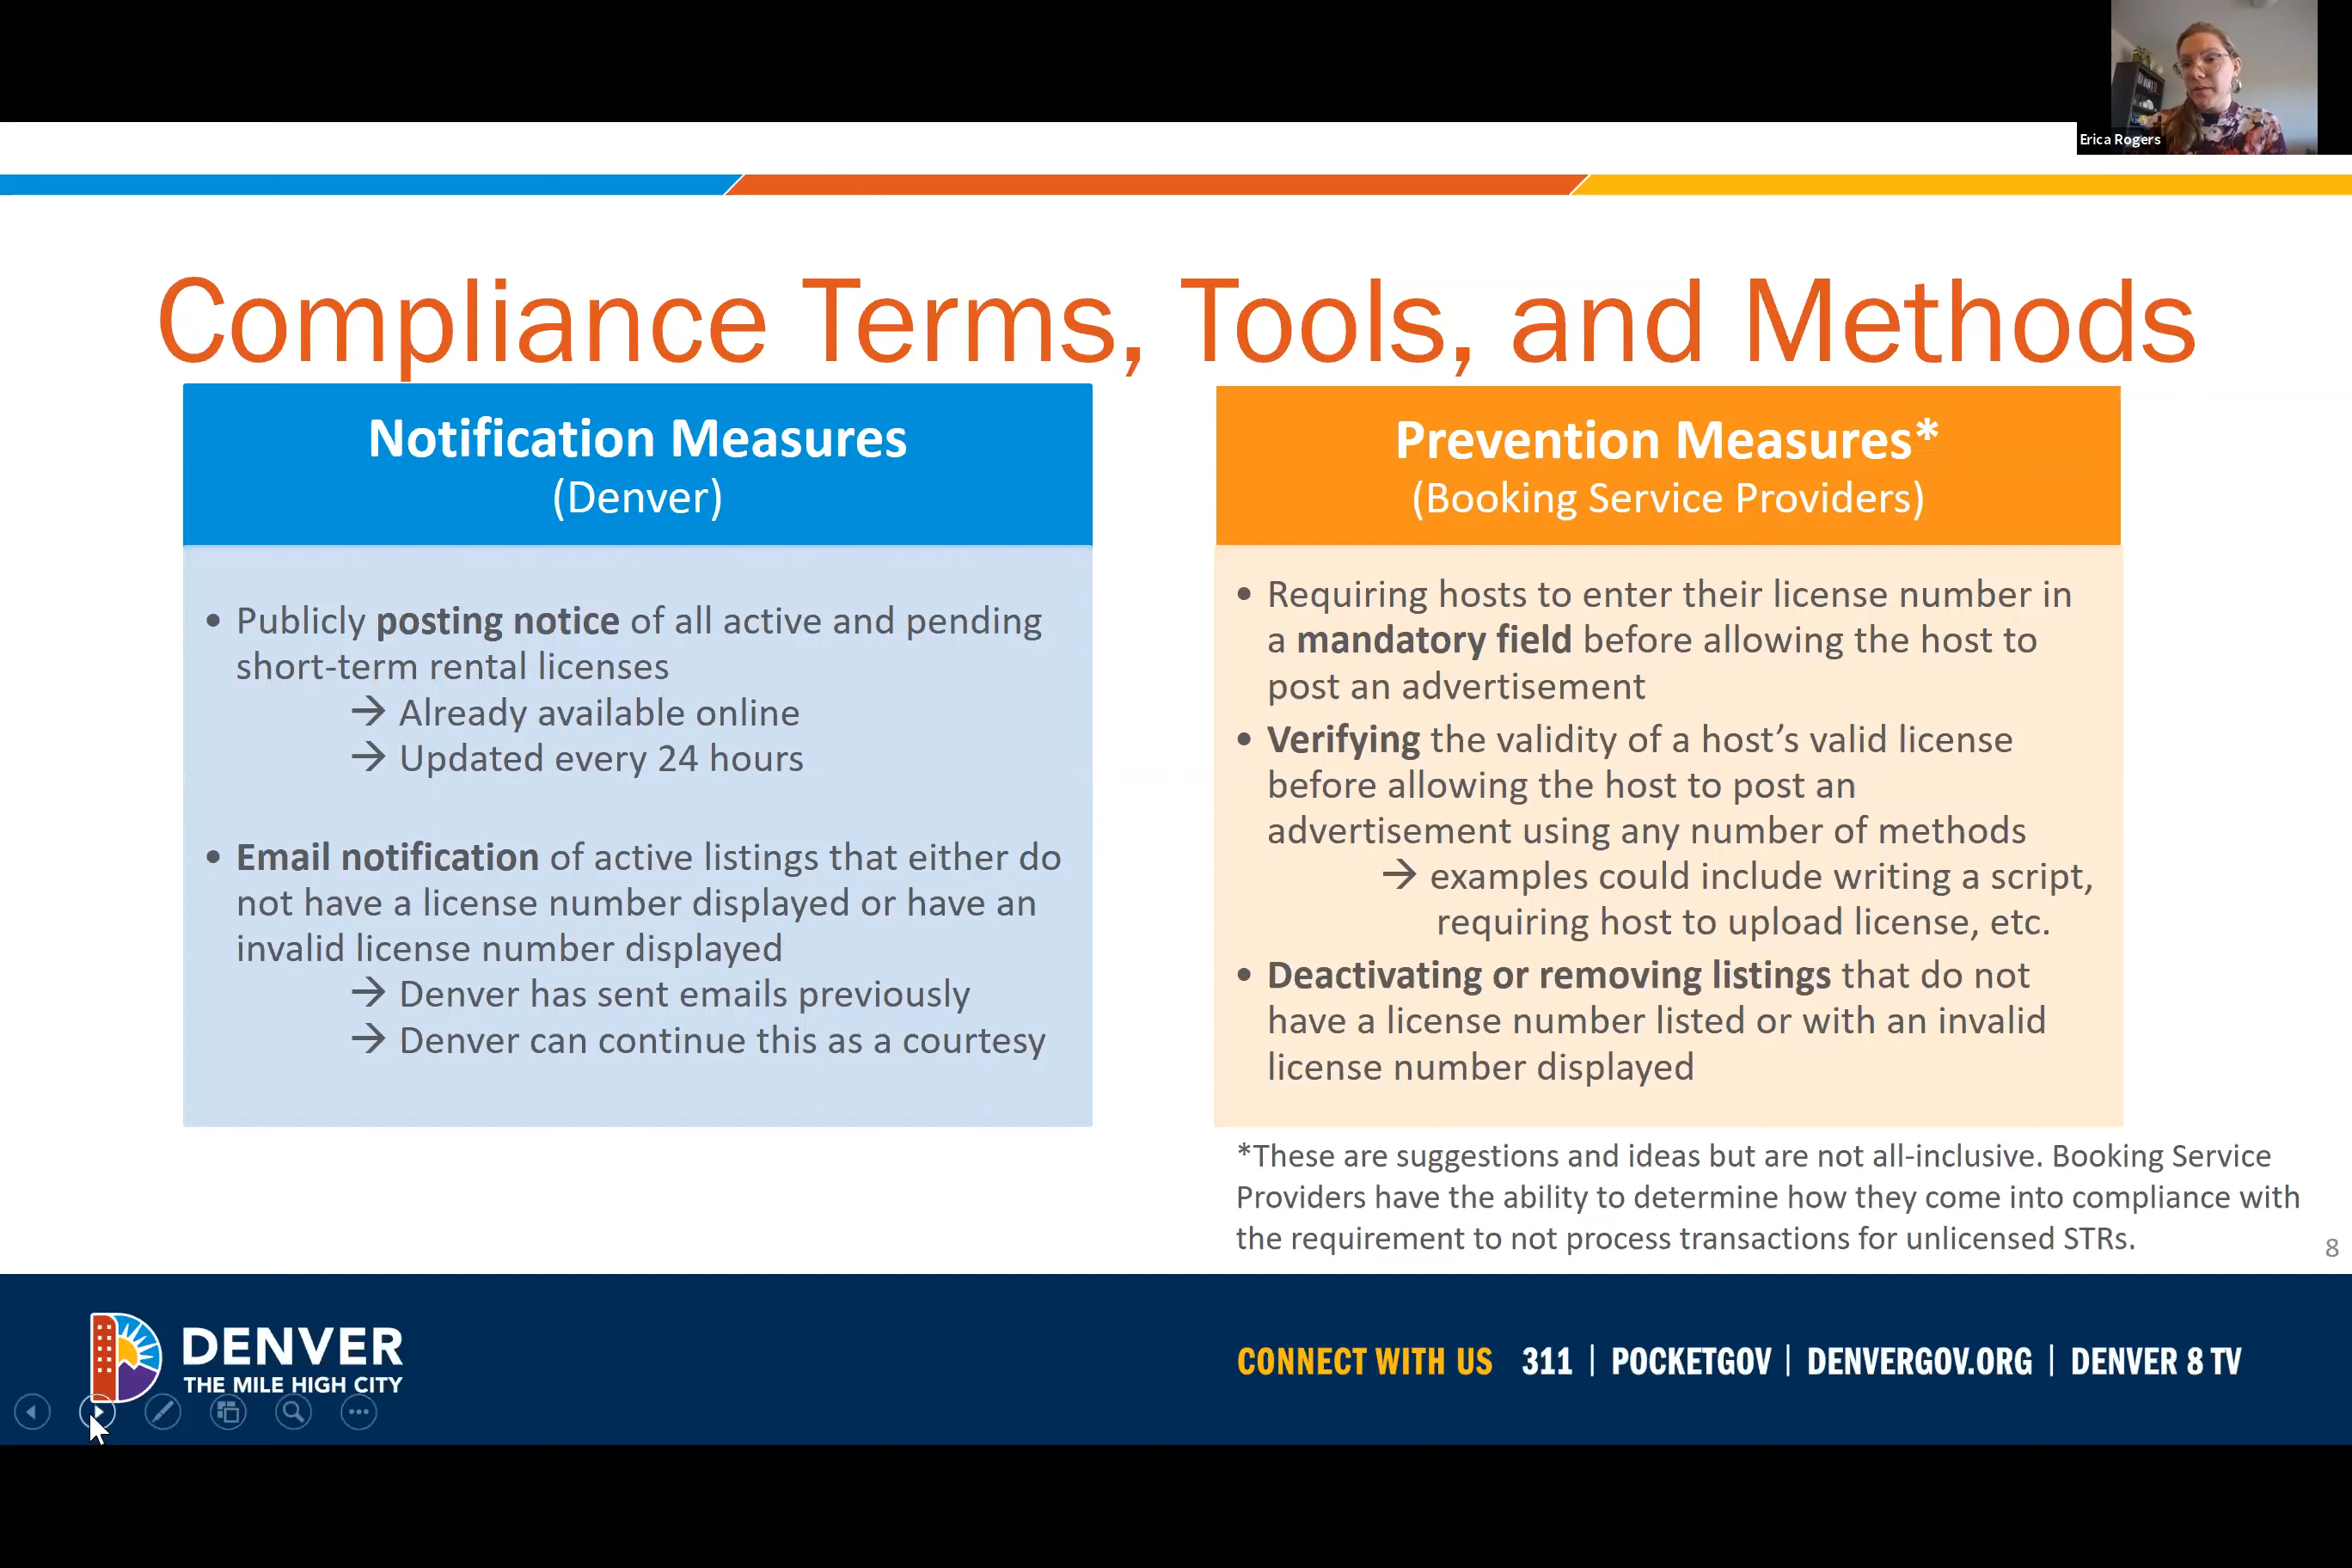 Erica Rogers
Compliance Terms, Tools, and Methods
Notification Measures
(Denver)
• Publicly posting notice of all active and pending
short-term rental licenses
→ Already available online
→ Updated every 24 hours
• Email notification of active listings that either do
not have a license number displayed or have an
invalid license number displayed
→ Denver has sent emails previously
→ Denver can continue this as a courtesy
Prevention Measures*
(Booking Service Providers)
• Requiring hosts to enter their license number in
a mandatory field before allowing the host to
post an advertisement
• Verifying the validity of a host’s valid license
before allowing the host to post an
advertisement using any number of methods
→ examples could include writing a script,
requiring host to upload license, etc.
• Deactivating or removing listings that do not
have a license number listed or with an invalid
license number displayed
*These are suggestions and ideas but are not all-inclusive. Booking Service
Providers have the ability to determine how they come into compliance with
the requirement to not process transactions for unlicensed STRs.
8
DENVER
THE MILE HIGH CITY
CONNECT WITH US 311 | POCKETGOV | DENVERGOV.ORG | DENVER 8 TV